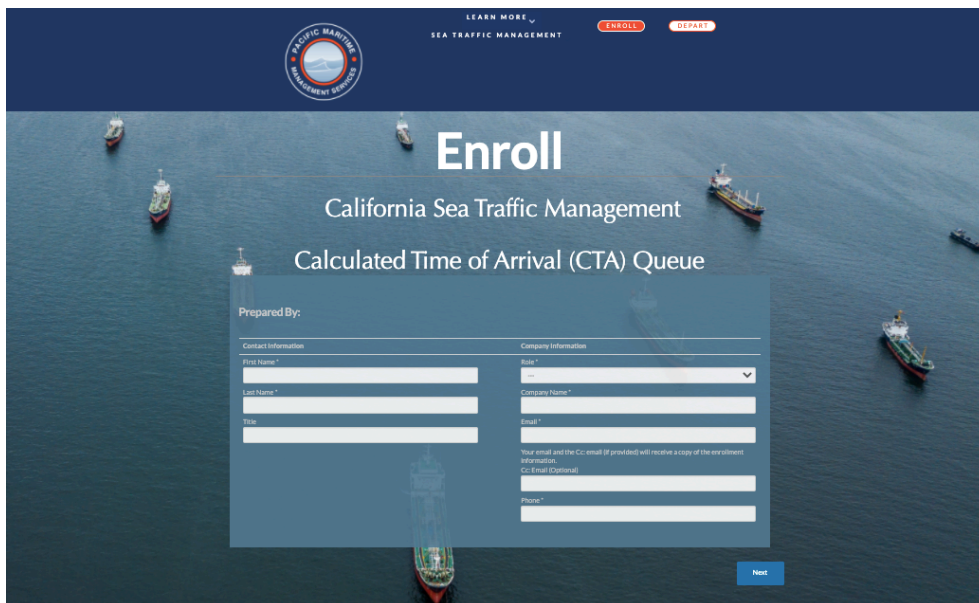 LEARN MORE
SEA TRAFFIC MANAGEMENT
ENROLL
DEPART
PACIFIC MARITIME
MANAGEMENT SERVICES
Enroll
California Sea Traffic Management
Calculated Time of Arrival (CTA) Queue
Prepared By:
Contact Information
First Name *
Last Name *
Title
Company Information
Role *
---
Company Name *
Email *
Your email and the Cc: email (if provided) will receive a copy of the enrollment
information.
Cc: Email (Optional)
Phone *
Next